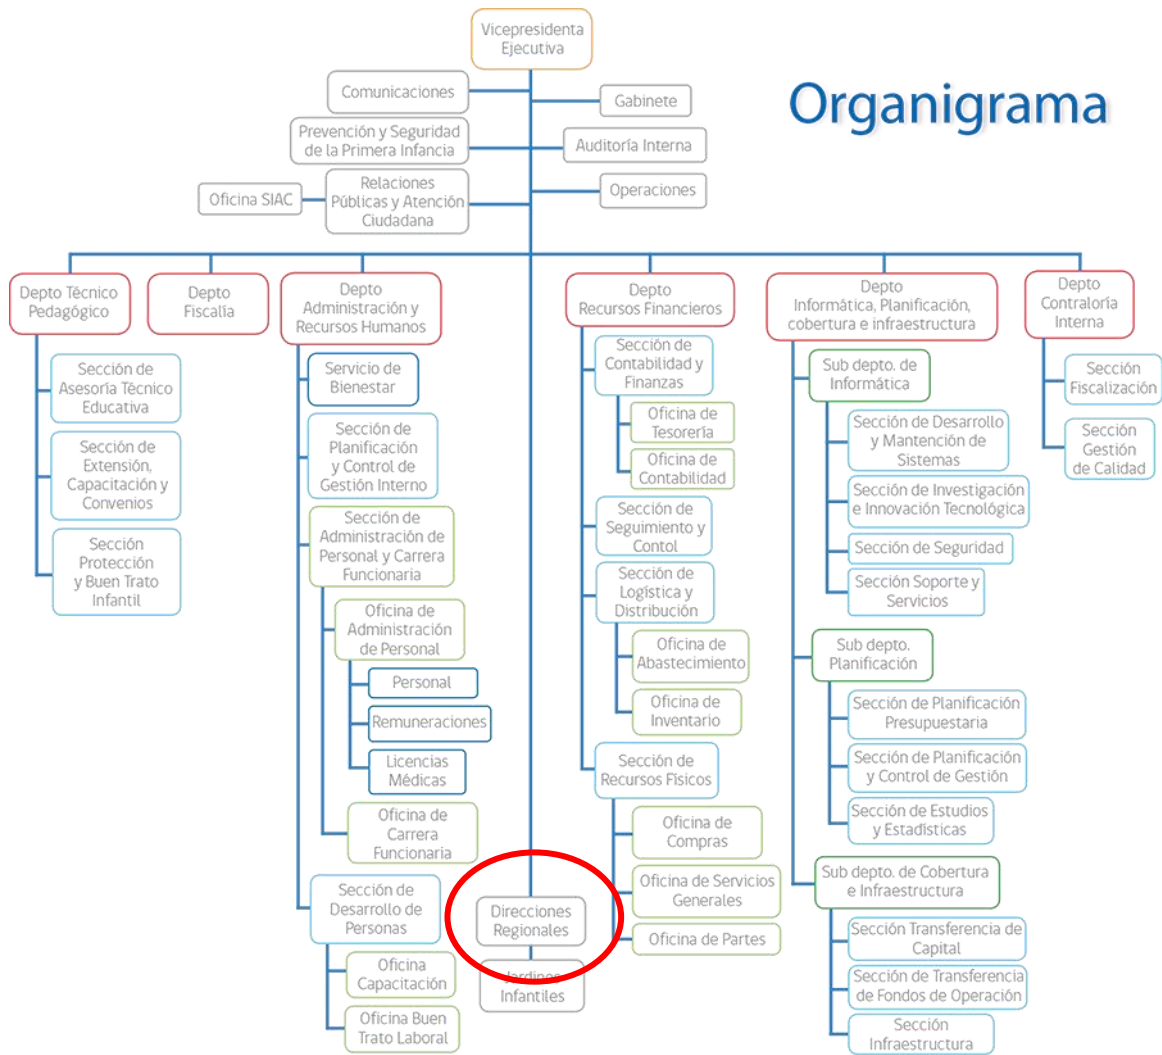 Vicepresidenta
Ejecutiva
Organigrama
Comunicaciones
Gabinete
Prevención y Seguridad
de la Primera Infancia
Auditoría Interna
Oficina SIAC
Relaciones
Públicas y Atención
Ciudadana
Operaciones
Depto Técnico
Pedagógico
Sección de
Asesoría Técnico
Educativa
Sección de
Extensión,
Capacitación y
Convenios
Sección
Protección
y Buen Trato
Infantil
Depto
Fiscalía
Depto
Administración y
Recursos Humanos
Servicio de
Bienestar
Sección de
Planificación
y Control de
Gestión Interno
Sección de
Administración de
Personal y Carrera
Funcionaria
Oficina de
Administración
de Personal
Personal
Remuneraciones
Licencias
Médicas
Oficina de
Carrera
Funcionaria
Sección de
Desarrollo de
Personas
Oficina
Capacitación
Oficina Buen
Trato Laboral
Direcciones
Regionales
Jardines
Infantiles
Depto
Recursos Financieros
Sección de
Contabilidad y
Finanzas
Oficina de
Tesorería
Oficina de
Contabilidad
Sección de
Seguimiento y
Contol
Sección de
Logística y
Distribución
Oficina de
Abastecimiento
Oficina de
Inventario
Sección de
Recursos Físicos
Oficina de
Compras
Oficina de Servicios
Generales
Oficina de Partes
Depto
Informática, Planificación,
cobertura e infraestructura
Sub depto. de
Informática
Sección de Desarrollo
y Mantención de
Sistemas
Sección de Investigación
e Innovación Tecnológica
Sección de Seguridad
Sección Soporte y
Servicios
Sub depto.
Planificación
Sección de Planificación
Presupuestaria
Sección de Planificación
y Control de Gestión
Sección de Estudios
y Estadísticas
Sub depto. de Cobertura
e Infraestructura
Sección Transferencia de
Capital
Sección de Transferencia
de Fondos de Operación
Sección
Infraestructura
Depto
Contraloría
Interna
Sección
Fiscalización
Sección
Gestión
de Calidad